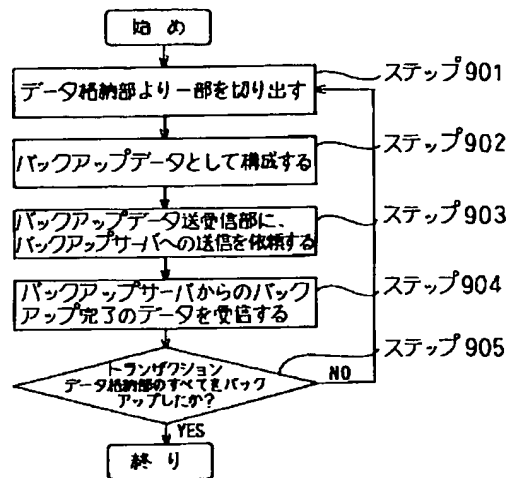 始め
データ格納部より一部を切り出す
ステップ901
バックアップデータとして構成する
ステップ902
バックアップデータ送受信部に、
バックアップサーバへの送信を依頼する
ステップ903
バックアップサーバからのバック
アップ完了のデータを受信する
ステップ904
トランザクション
データ格納部のすべてをバック
アップしたか?
ステップ905
NO
YES
終り